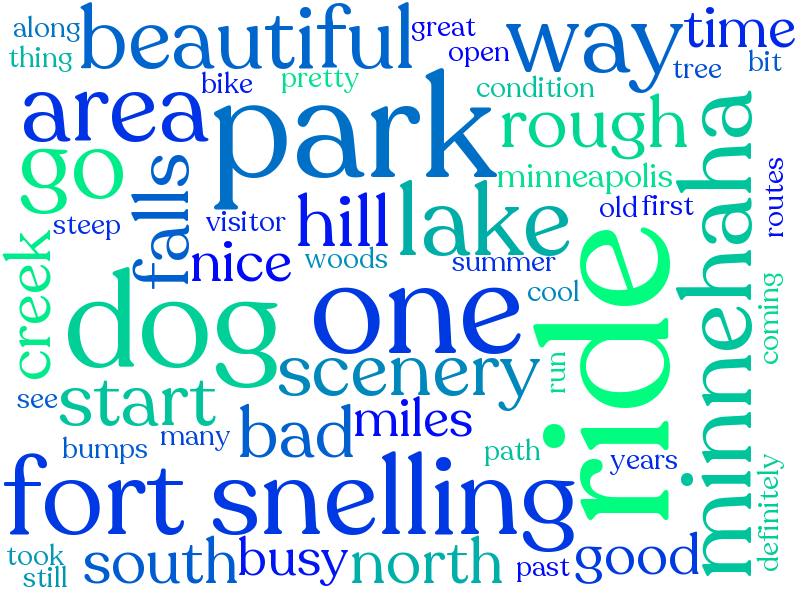 along
beautiful
great
way
time
thing
open
tree
bit
bike
pretty
condition
area
park
rough
go
falls
minneapolis
minnehaha
steep
visitor
hill
lake
old
first
routes
creek
nice
woods
summer
ride
cool
coming
dog
one
scenery
run
see
start
bad
miles
bumps
many
path
years
definitely
fort snelling
took
still
south
busy
north
past
good